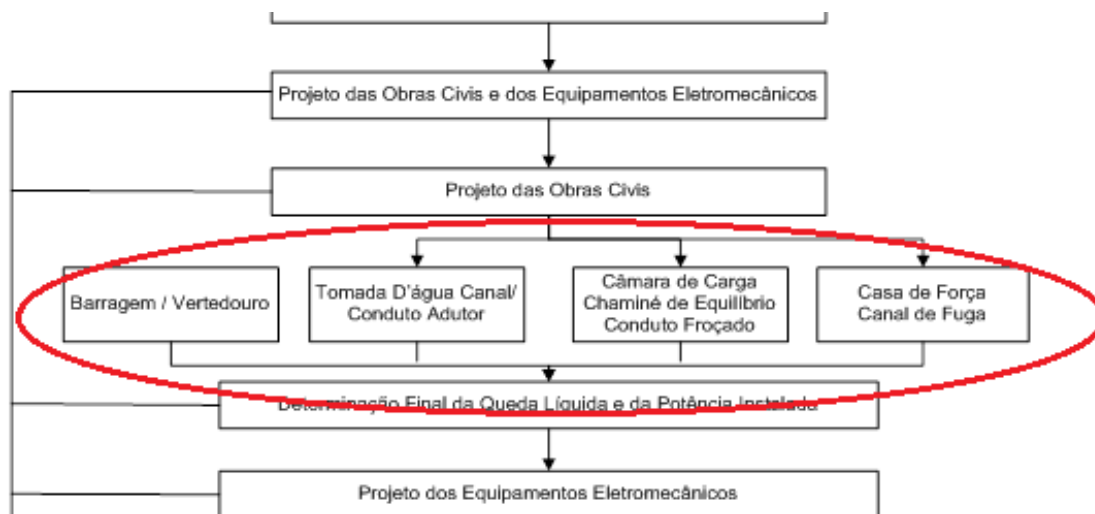 Projeto das Obras Civis e dos Equipamentos Eletromecânicos
Projeto das Obras Civis
Barragem / Vertedouro
Tomada D'água Canal/
Conduto Adutor
Câmara de Carga
Chaminé de Equilíbrio
Conduto Froçado
Casa de Força
Canal de Fuga
Determinação Final da Queda Líquida e da Potência Instalada
Projeto dos Equipamentos Eletromecânicos